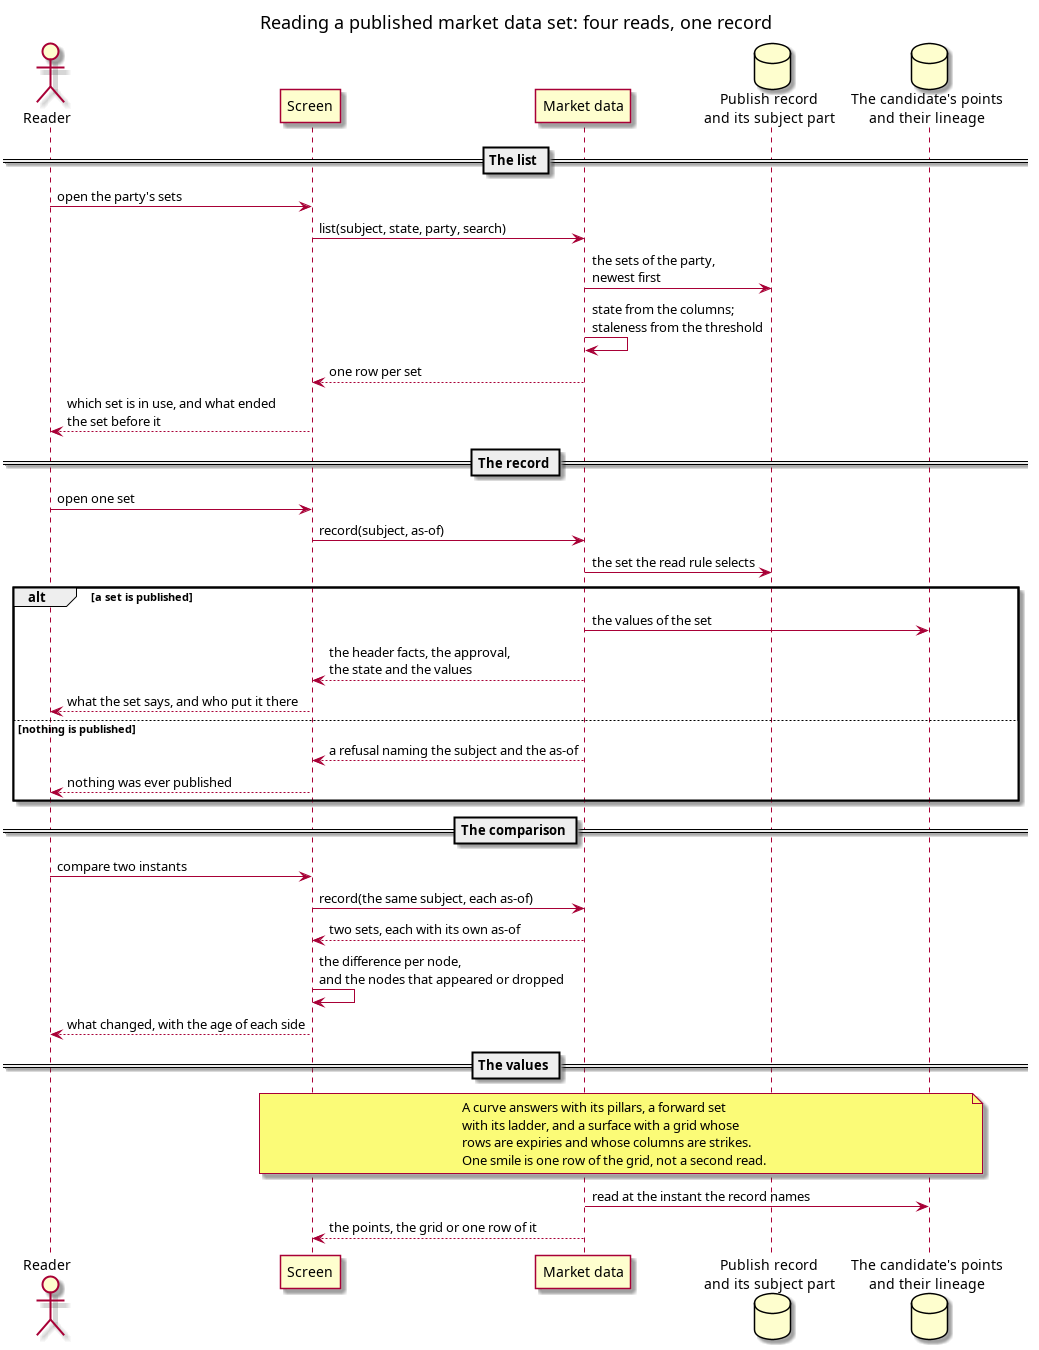 Reading a published market data set: four reads, one record
Reader
Screen
Market data
Publish record
and its subject part
The candidate's points
and their lineage
The list
open the party's sets
list(subject, state, party, search)
the sets of the party,
newest first
state from the columns;
staleness from the threshold
one row per set
which set is in use, and what ended
the set before it
The record
open one set
record(subject, as-of)
the set the read rule selects
alt
[a set is published]
the values of the set
the header facts, the approval,
the state and the values
what the set says, and who put it there
[nothing is published]
a refusal naming the subject and the as-of
nothing was ever published
The comparison
compare two instants
record(the same subject, each as-of)
two sets, each with its own as-of
the difference per node,
and the nodes that appeared or dropped
what changed, with the age of each side
The values
A curve answers with its pillars, a forward set
with its ladder, and a surface with a grid whose
rows are expiries and whose columns are strikes.
One smile is one row of the grid, not a second read.
read at the instant the record names
the points, the grid or one row of it
Reader
Screen
Market data
Publish record
and its subject part
The candidate's points
and their lineage